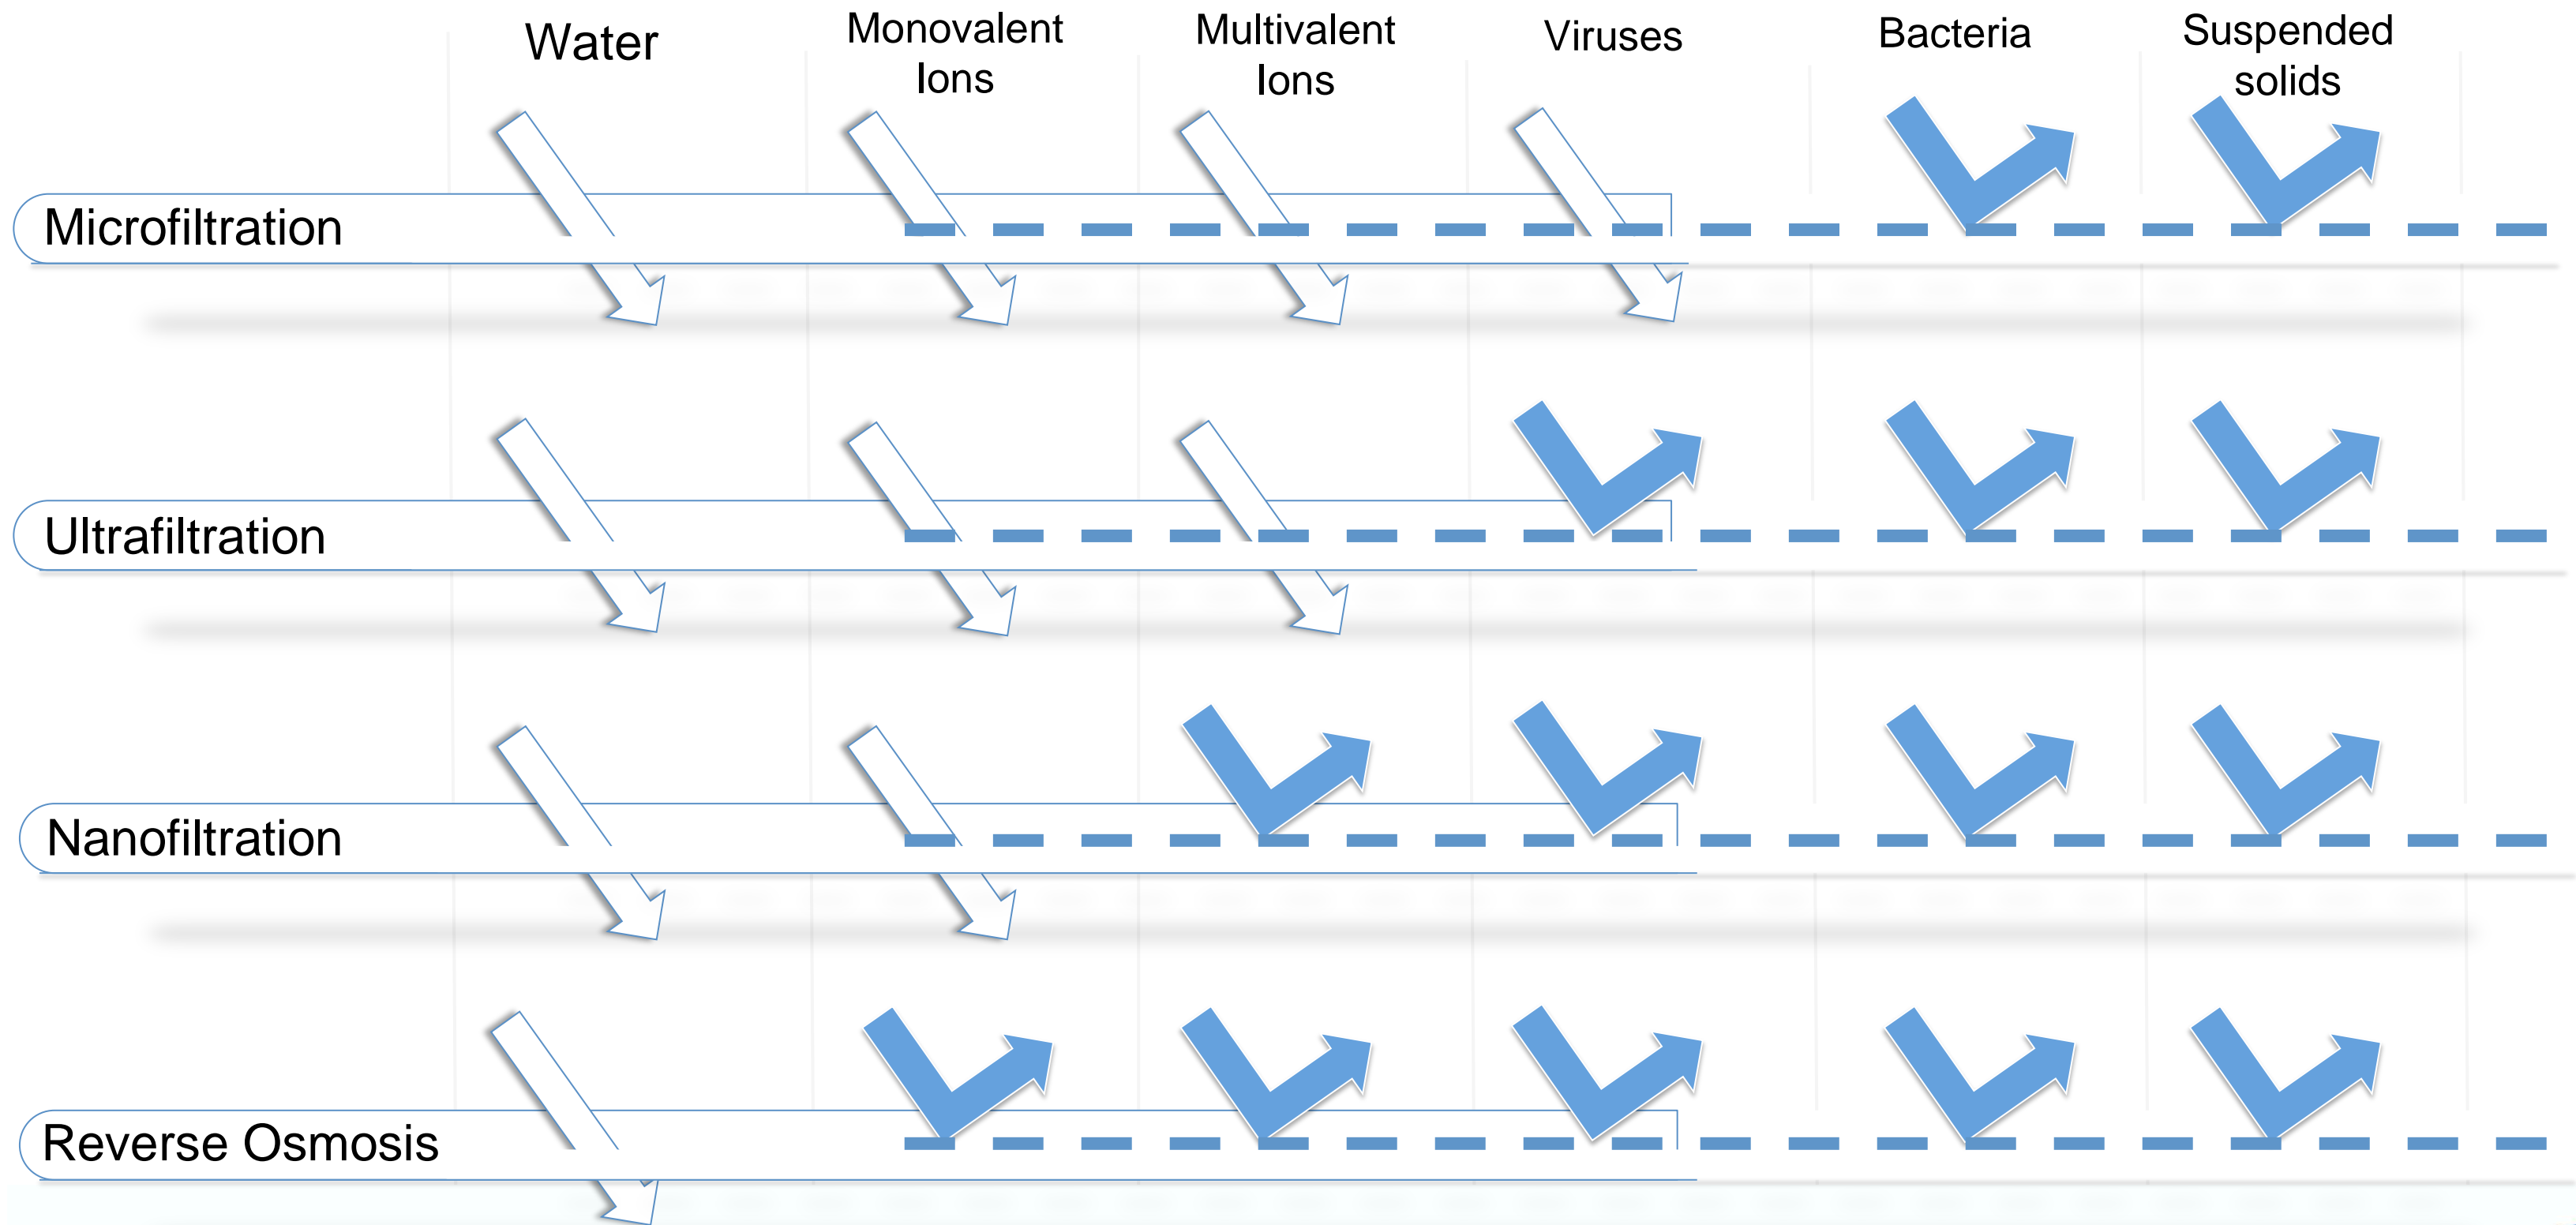 Water
Monovalent
Ions
Multivalent
Ions
Viruses
Bacteria
Suspended
solids
Microfiltration
Ultrafiltration
Nanofiltration
Reverse Osmosis